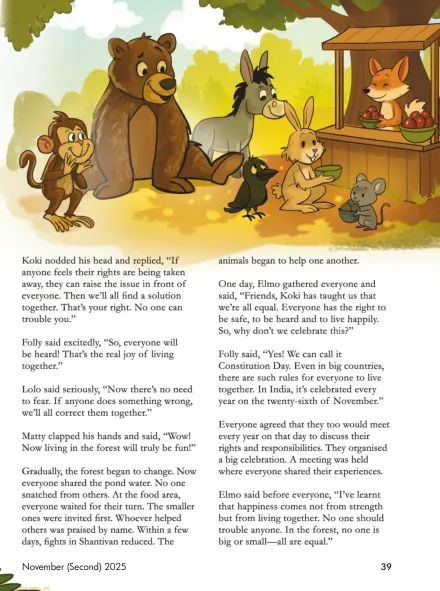 Koki nodded his head and replied, “If
anyone feels their rights are being taken
away, they can raise the issue in front of
everyone. Then we’ll all find a solution
together. That’s your right. No one can
trouble you.”
Folly said excitedly, “So, everyone will
be heard! That’s the real joy of living
together.”
Lolo said seriously, “Now there’s no need
to fear. If anyone does something wrong,
we’ll all correct them together.”
Matty clapped his hands and said, “Wow!
Now living in the forest will truly be fun!”
Gradually, the forest began to change. Now
everyone shared the pond water. No one
snatched from others. At the food area,
everyone waited for their turn. The smaller
ones were invited first. Whoever helped
others was praised by name. Within a few
days, fights in Shantivan reduced. The
animals began to help one another.
One day, Elmo gathered everyone and
said, “Friends, Koki has taught us that
we’re all equal. Everyone has the right to
be safe, to be heard and to live happily.
So, why don’t we celebrate this?”
Folly said, “Yes! We can call it
Constitution Day. Even in big countries,
there are such rules for everyone to live
together. In India, it’s celebrated every
year on the twenty-sixth of November.”
Everyone agreed that they too would meet
every year on that day to discuss their
rights and responsibilities. They organised
a big celebration. A meeting was held
where everyone shared their experiences.
Elmo said before everyone, “I’ve learnt
that happiness comes not from strength
but from living together. No one should
trouble anyone. In the forest, no one is
big or small—all are equal.”
November (Second) 2025
39